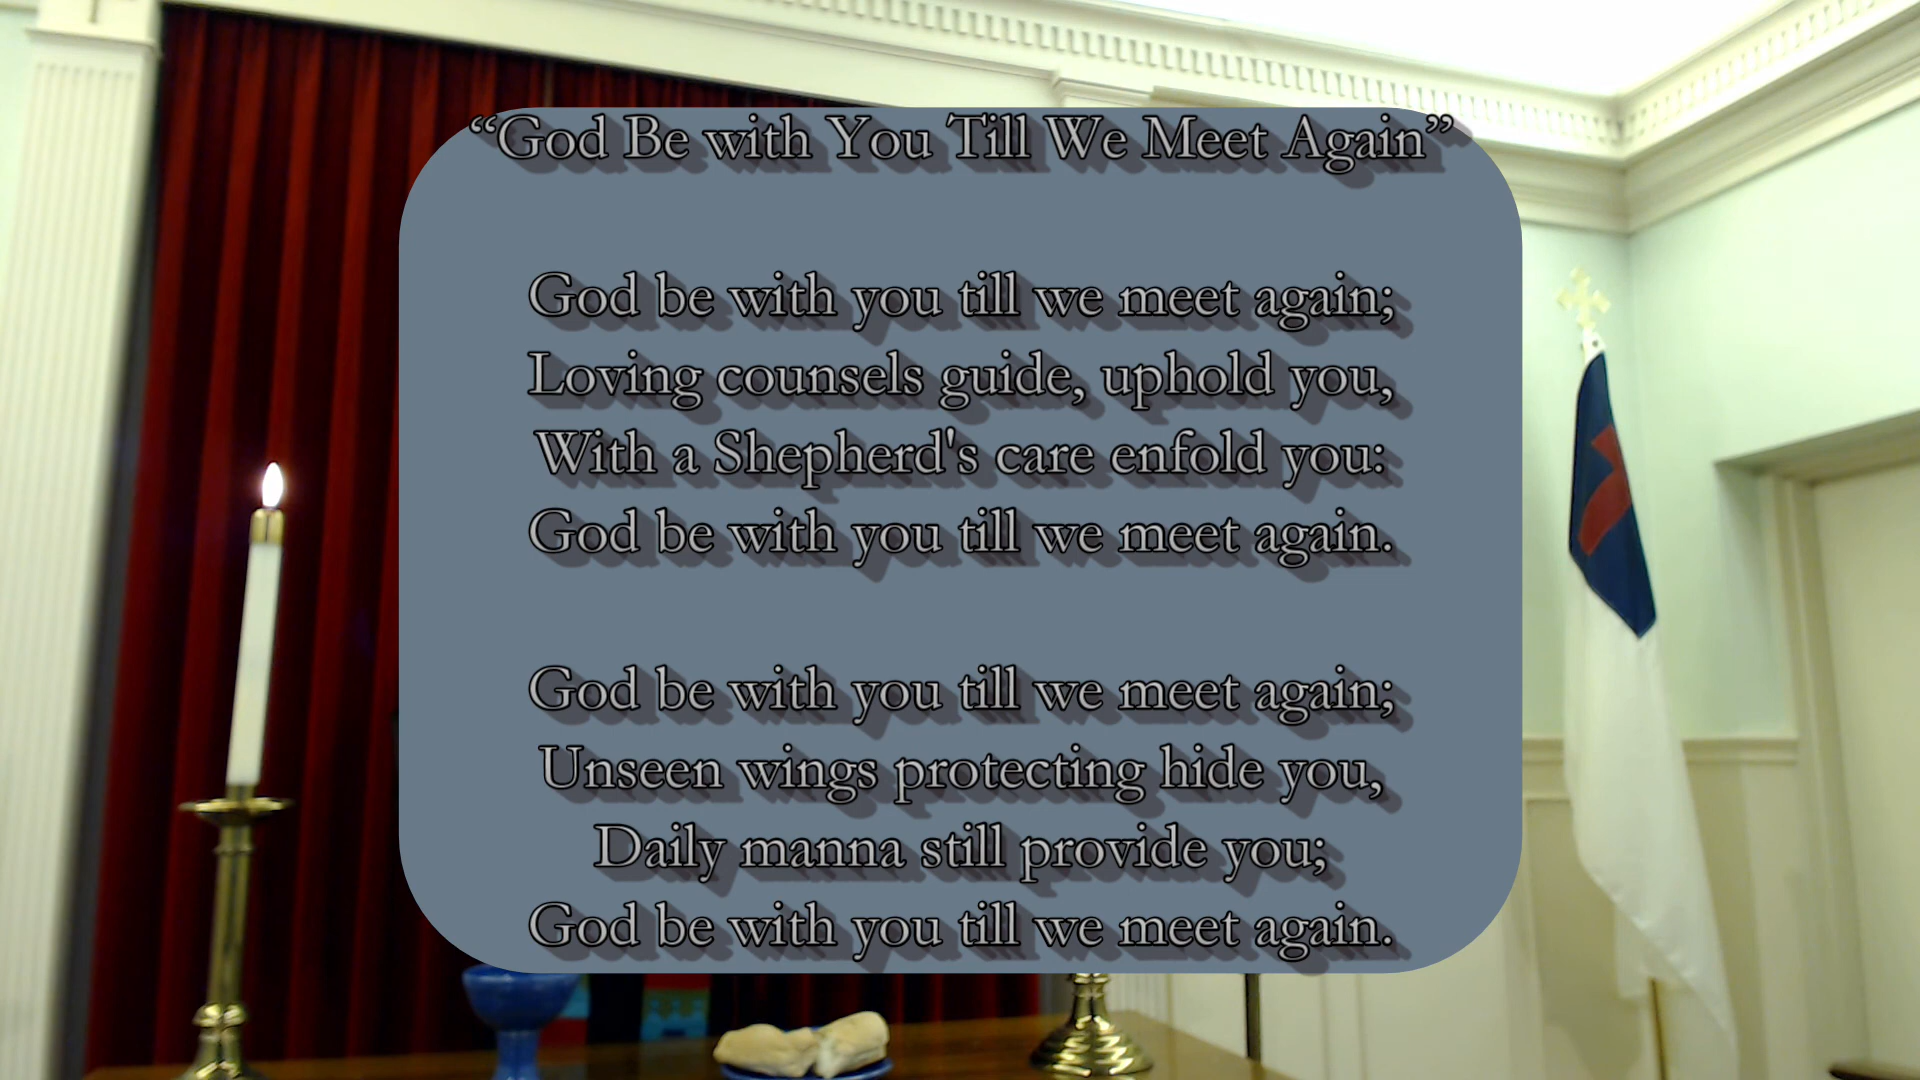 “God Be with You Till We Meet Again”
God be with you till we meet again;
Loving counsels guide, uphold you,
With a Shepherd's care enfold you:
God be with you till we meet again.
God be with you till we meet again;
Unseen wings protecting hide you,
Daily manna still provide you;
God be with you till we meet again.